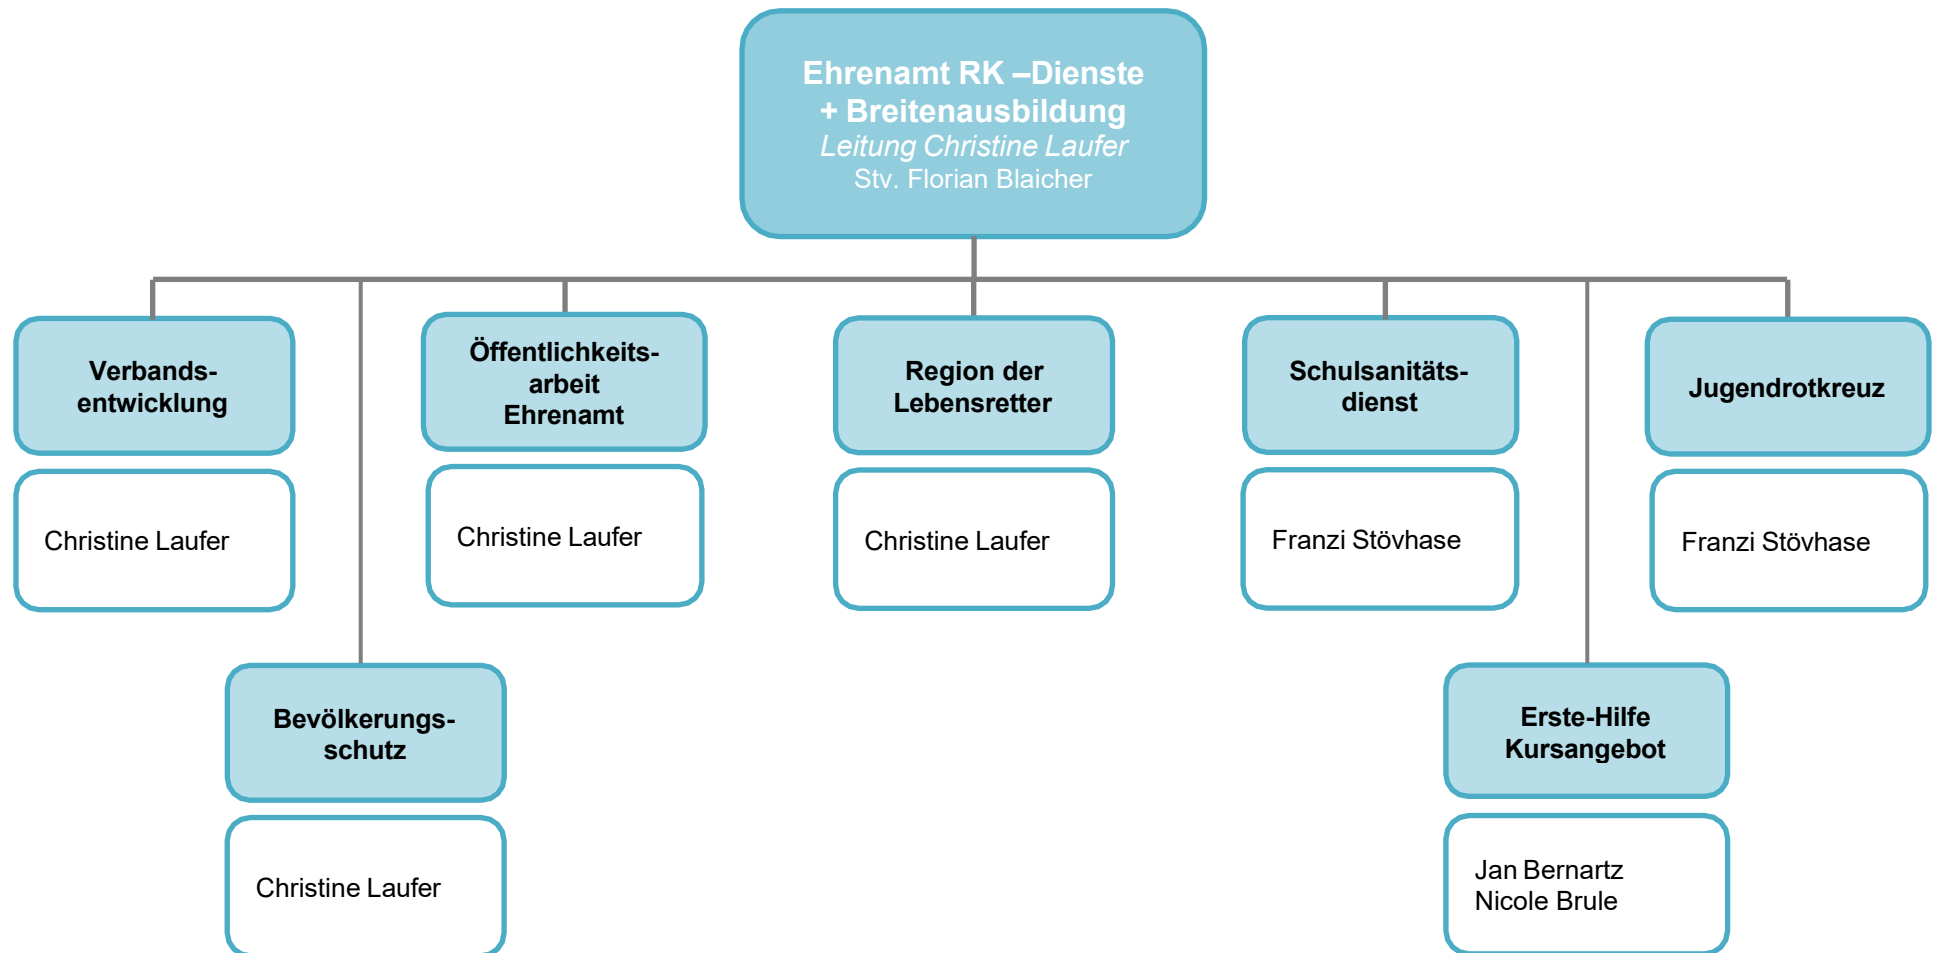 Ehrenamt RK –Dienste
+ Breitenausbildung
Leitung Christine Laufer
Stv. Florian Blaicher
Verbands-
entwicklung
Christine Laufer
Öffentlichkeits-
arbeit
Ehrenamt
Christine Laufer
Region der
Lebensretter
Christine Laufer
Schulsanitäts-
dienst
Franzi Stövhase
Jugendrotkreuz
Franzi Stövhase
Bevölkerungs-
schutz
Christine Laufer
Erste-Hilfe
Kursangebot
Jan Bernartz
Nicole Brule